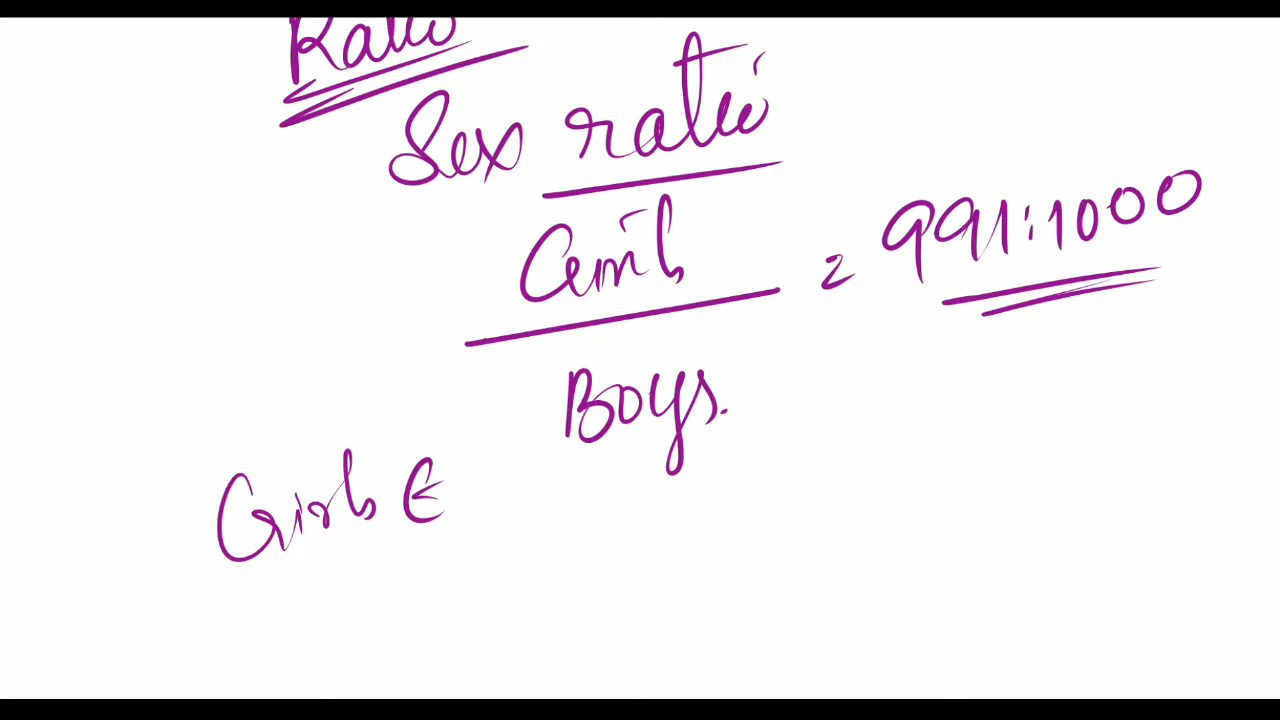 Ratio
Sex ratio
Girls
= 991:1000
Boys.
Girls E